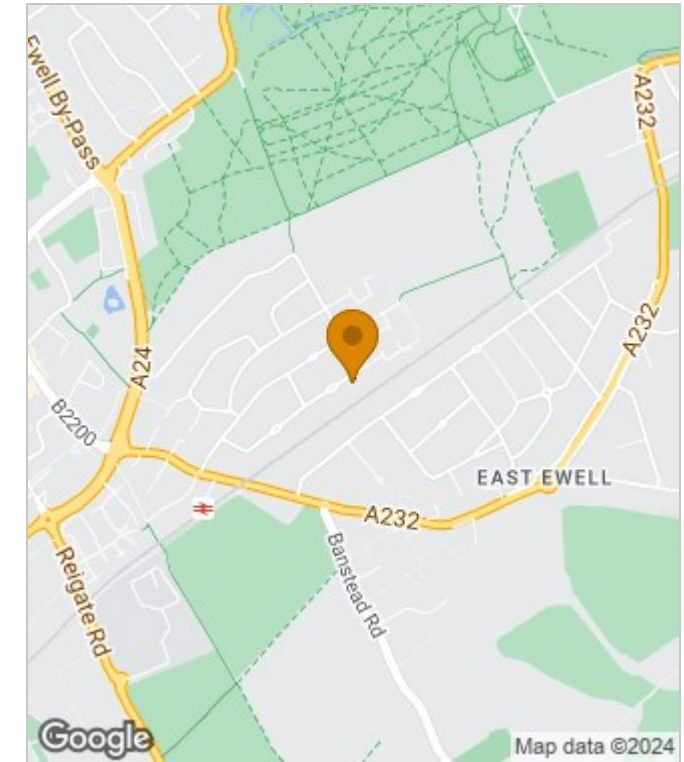 Ewell By-Pass
A232
A24
A232
B2200
EAST EWELL
A232
Banstead Rd
Reigate Rd
Google
Map data ©2024